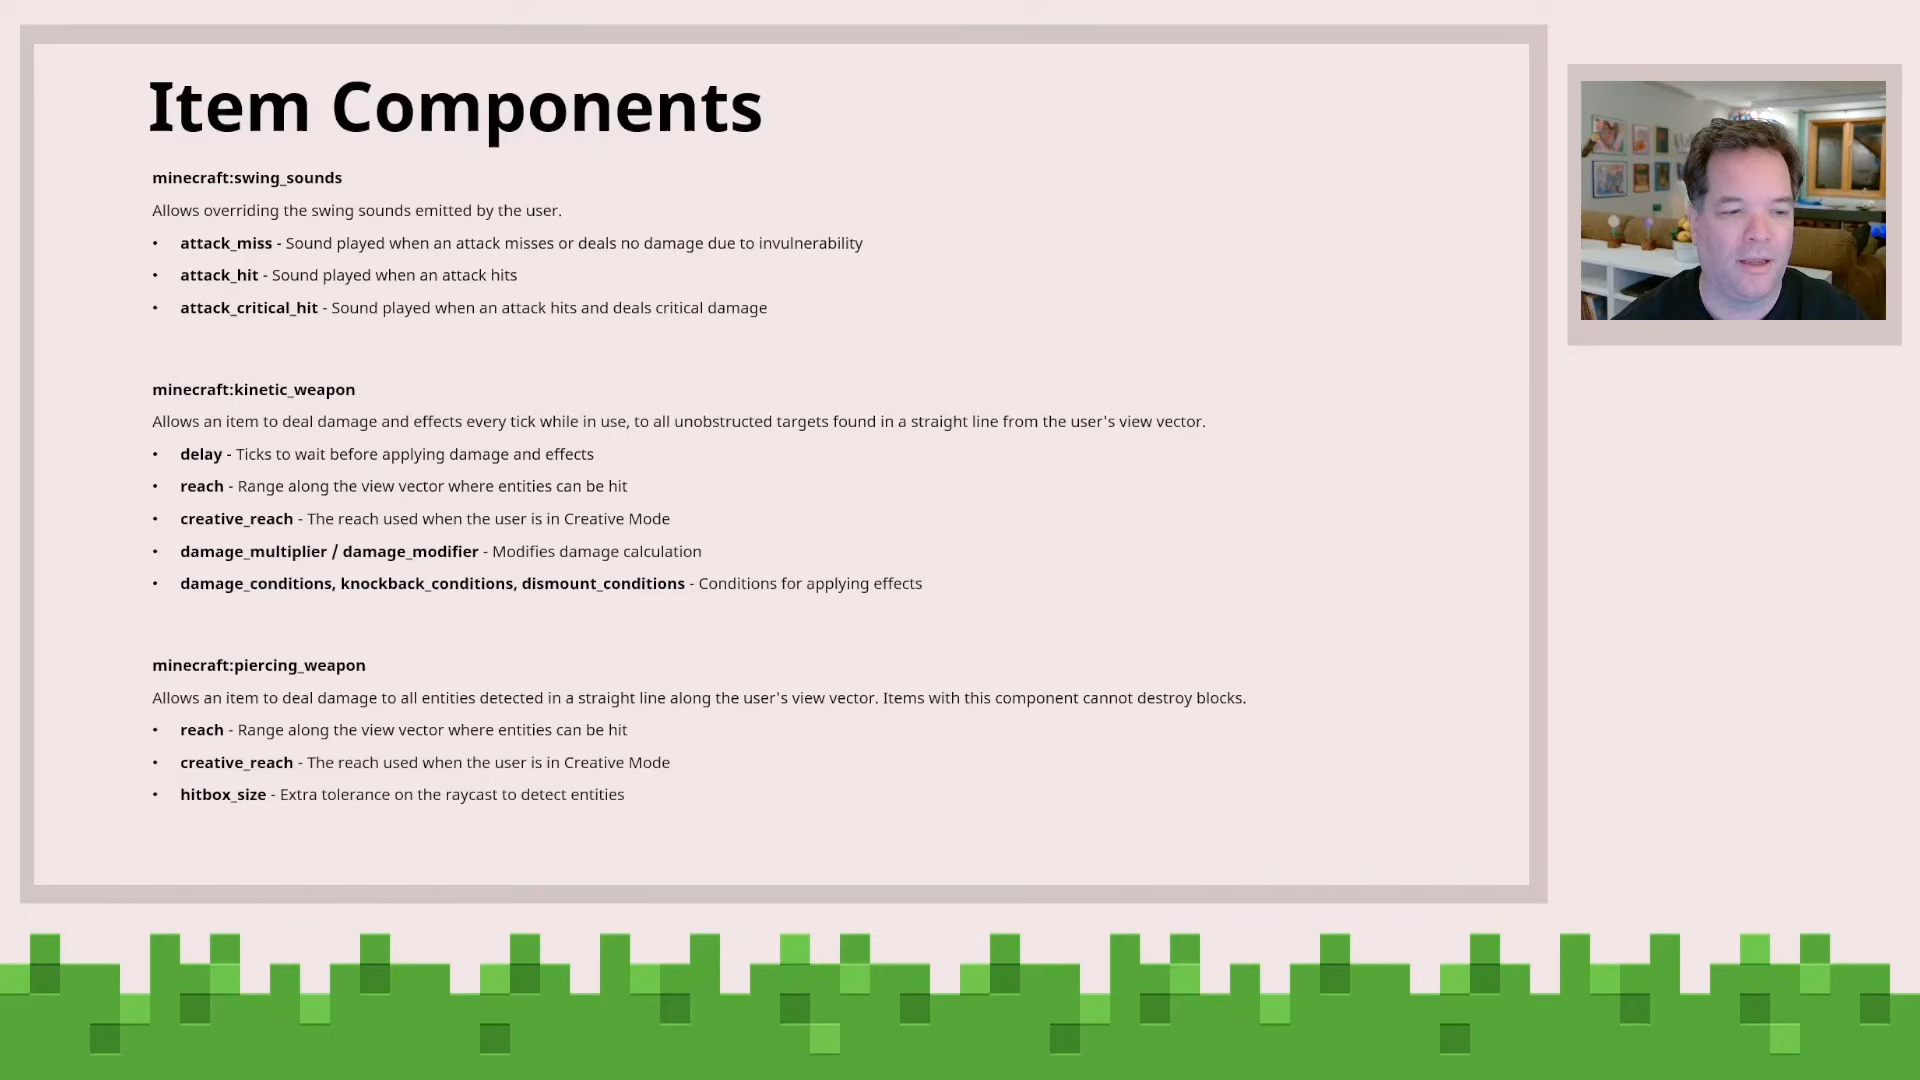 Item Components
minecraft:swing_sounds
Allows overriding the swing sounds emitted by the user.
• attack_miss - Sound played when an attack misses or deals no damage due to invulnerability
• attack_hit - Sound played when an attack hits
• attack_critical_hit - Sound played when an attack hits and deals critical damage
minecraft:kinetic_weapon
Allows an item to deal damage and effects every tick while in use, to all unobstructed targets found in a straight line from the user's view vector.
• delay - Ticks to wait before applying damage and effects
• reach - Range along the view vector where entities can be hit
• creative_reach - The reach used when the user is in Creative Mode
• damage_multiplier / damage_modifier - Modifies damage calculation
• damage_conditions, knockback_conditions, dismount_conditions - Conditions for applying effects
minecraft:piercing_weapon
Allows an item to deal damage to all entities detected in a straight line along the user's view vector. Items with this component cannot destroy blocks.
• reach - Range along the view vector where entities can be hit
• creative_reach - The reach used when the user is in Creative Mode
• hitbox_size - Extra tolerance on the raycast to detect entities